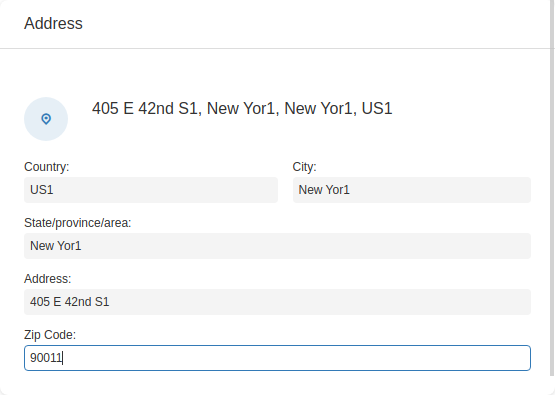 Address
405 E 42nd S1, New Yor1, New Yor1, US1
Country:
City:
US1
New Yor1
State/province/area:
New Yor1
Address:
405 E 42nd S1
Zip Code:
90011